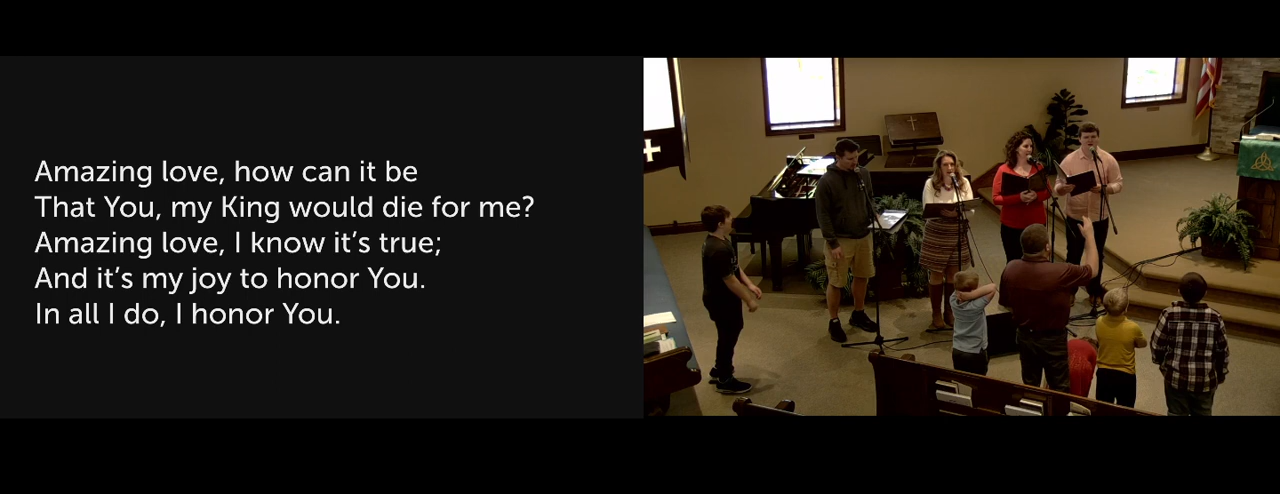 Amazing love, how can it be
That You, my King would die for me?
Amazing love, I know it's true;
And it's my joy to honor You.
In all I do, I honor You.